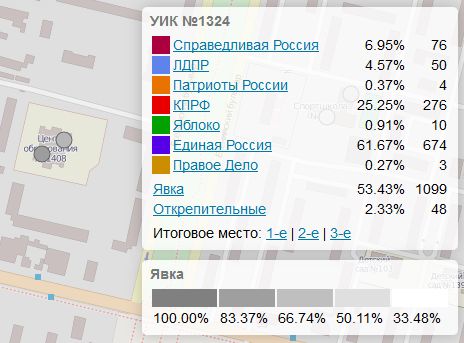 УИК №1324
Справедливая Россия 6.95% 76
ЛДПР 4.57% 50
Патриоты России 0.37% 4
КПРФ 25.25% 276
Яблоко 0.91% 10
Единая Россия 61.67% 674
Правое Дело 0.27% 3
Явка 53.43% 1099
Открепительные 2.33% 48
Итоговое место: 1-е | 2-е | 3-е
Явка
100.00% 83.37% 66.74% 50.11% 33.48%
образования
1408
Детский
сад №103
Детский